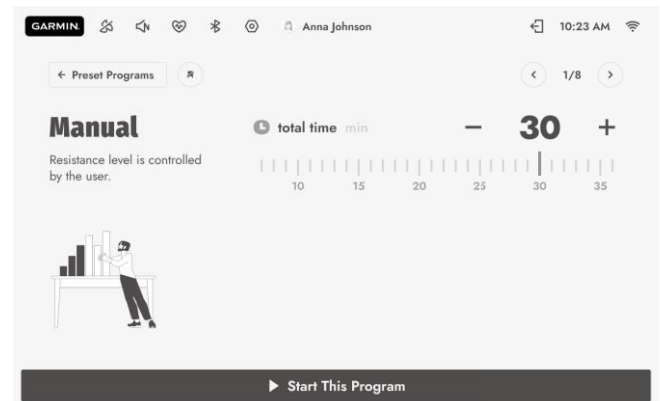 GARMIN. Anna Johnson 10:23 AM
← Preset Programs < 1/8 >
Manual
total time min − 30 +
Resistance level is controlled
by the user.
10 15 20 25 30 35
Start This Program